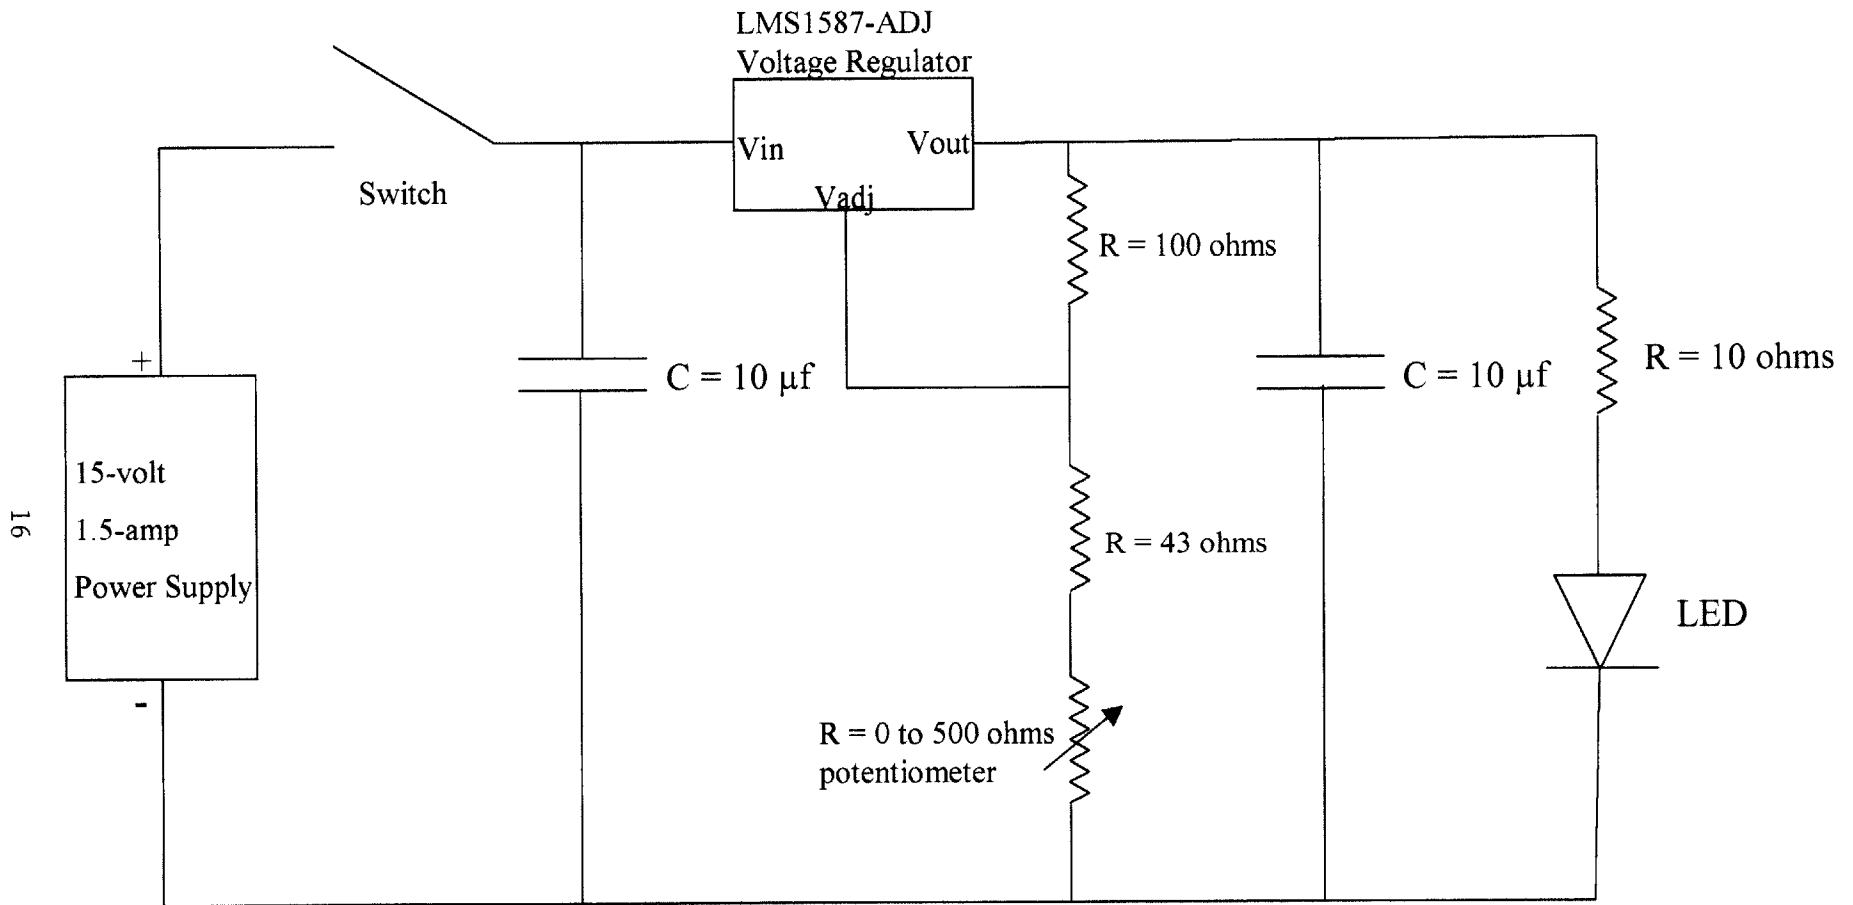 LMS1587-ADJ
Voltage Regulator
Vin
Vout
Vadj
Switch
R = 100 ohms
+
C = 10 µf
C = 10 µf
R = 10 ohms
15-volt
1.5-amp
Power Supply
-
16
R = 43 ohms
LED
R = 0 to 500 ohms
potentiometer